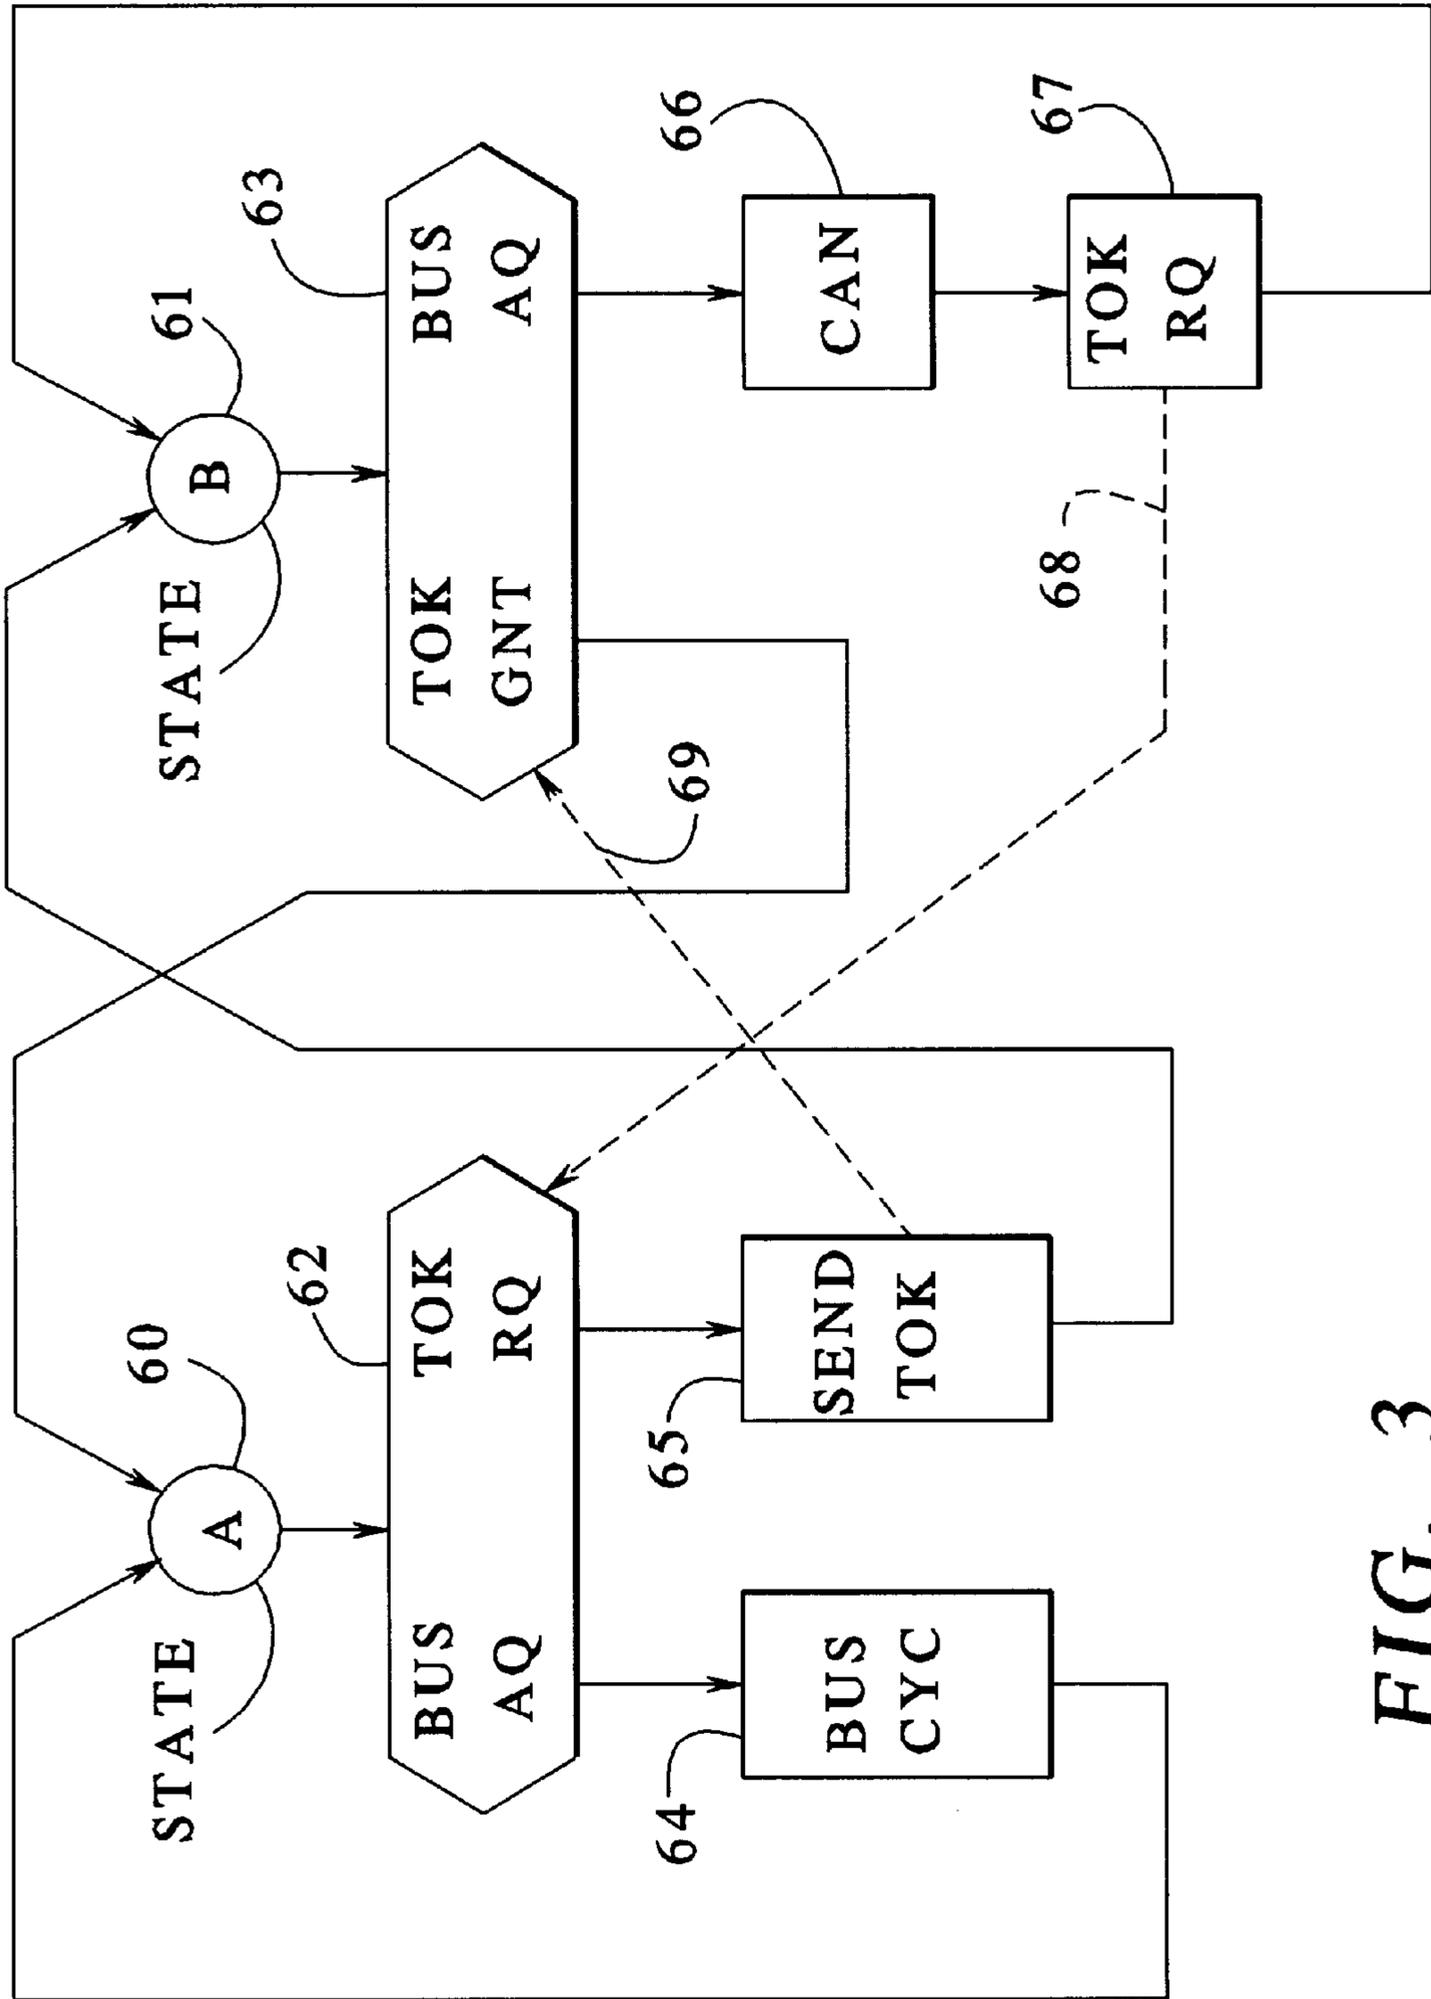 STATE
A
60
STATE
B
61
62
63
BUS
AQ
TOK
RQ
TOK
GNT
BUS
AQ
64
BUS
CYC
65
SEND
TOK
69
66
CAN
68
67
TOK
RQ
FIG. 3